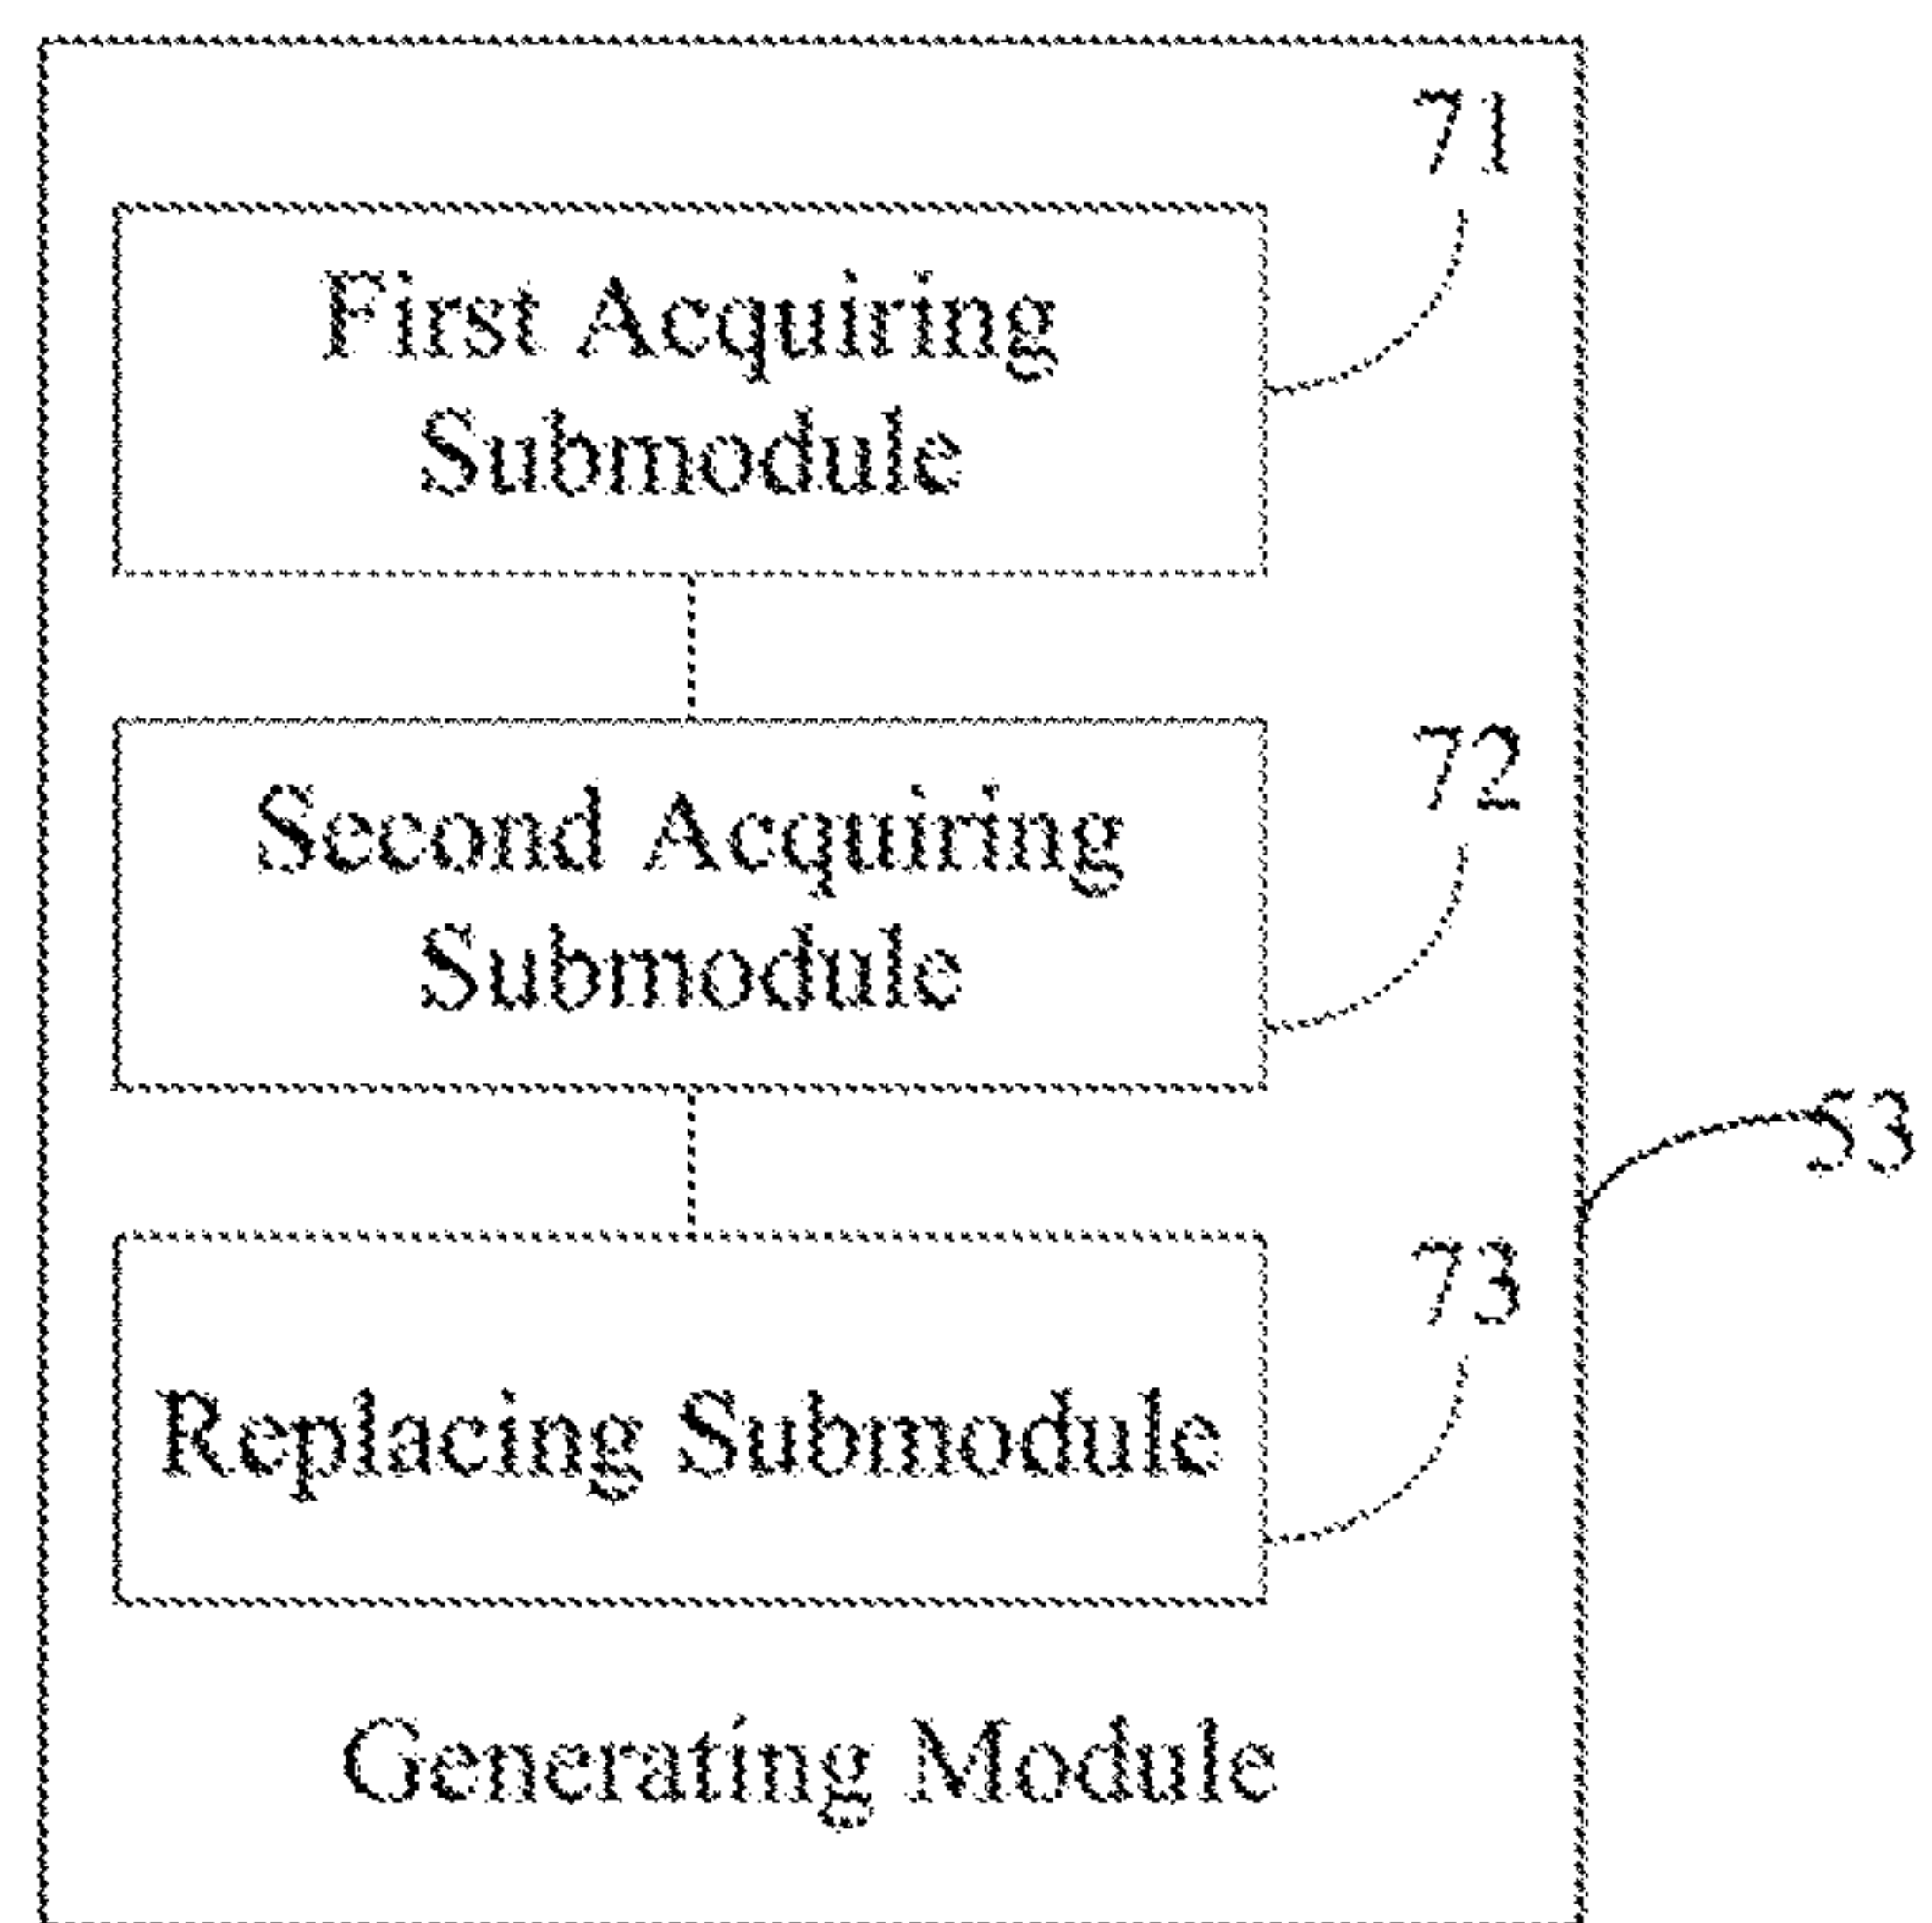 71
First Acquiring
Submodule
72
Second Acquiring
Submodule
53
73
Replacing Submodule
Generating Module